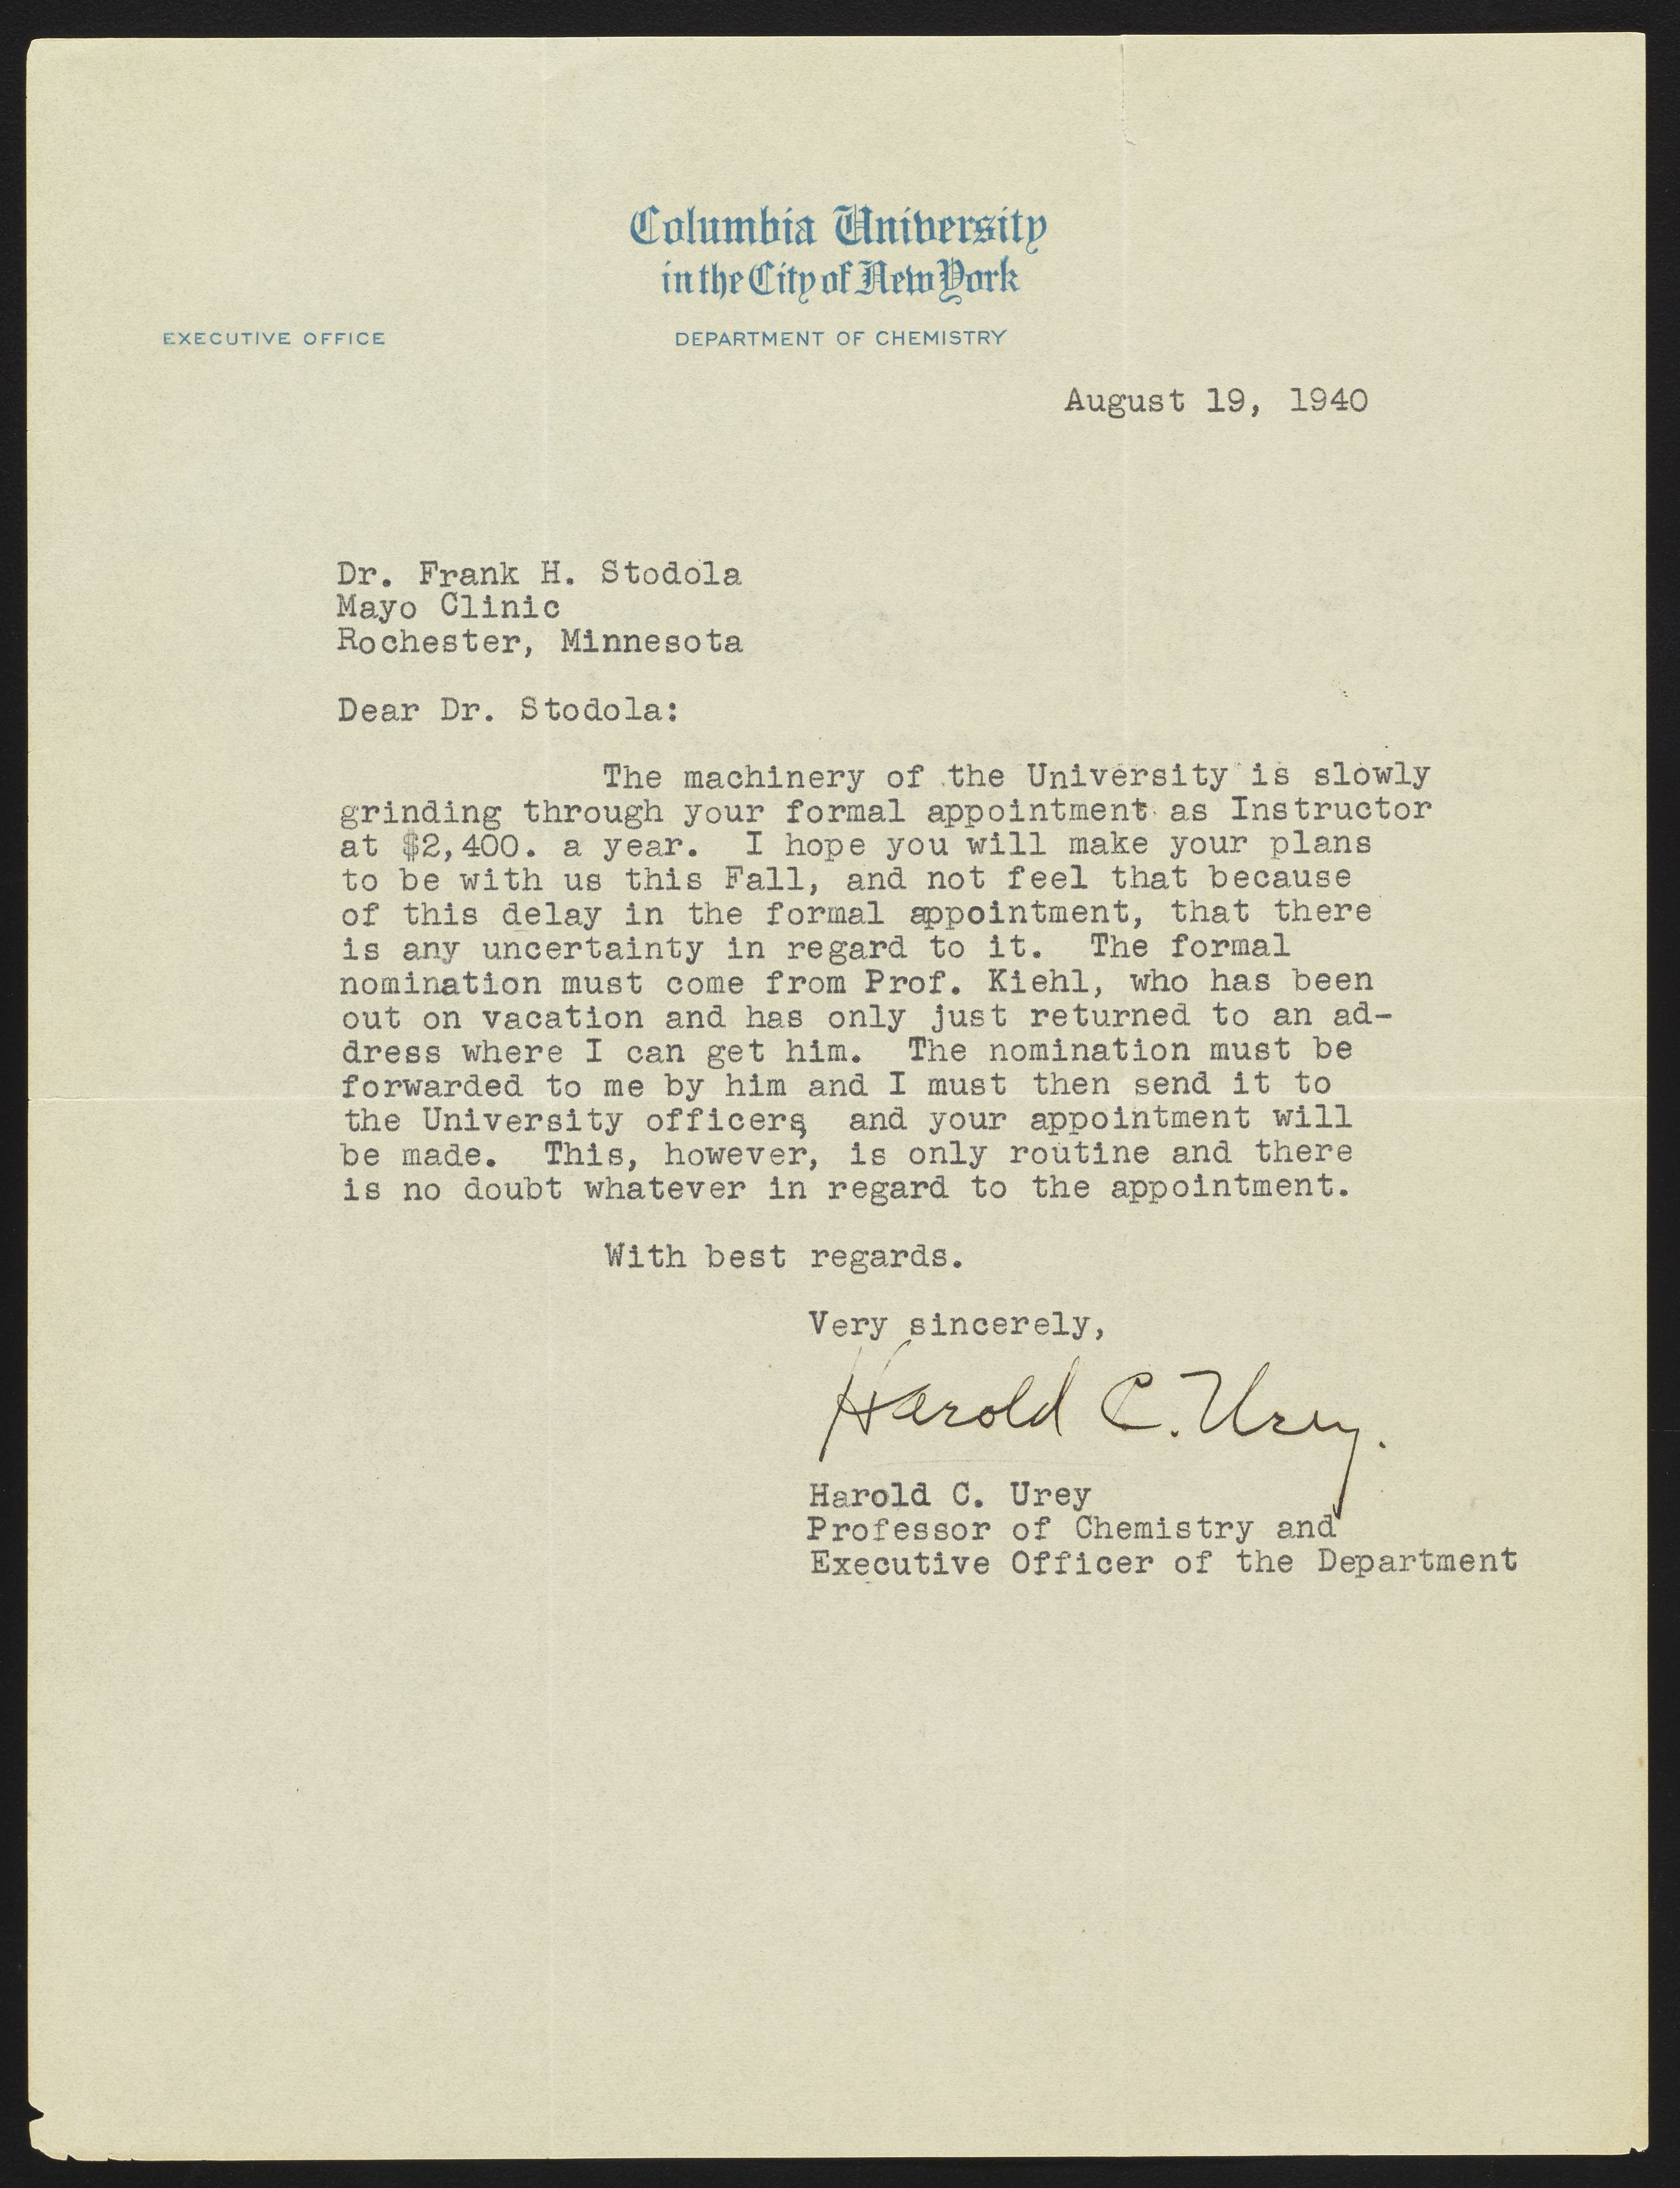 Columbia University
in the City of New York
EXECUTIVE OFFICE
DEPARTMENT OF CHEMISTRY
August 19, 1940
Dr. Frank H. Stodola
Mayo Clinic
Rochester, Minnesota
Dear Dr. Stodola:
The machinery of the University is slowly
grinding through your formal appointment as Instructor
at $2,400. a year. I hope you will make your plans
to be with us this Fall, and not feel that because
of this delay in the formal appointment, that there
is any uncertainty in regard to it. The formal
nomination must come from Prof. Kiehl, who has been
out on vacation and has only just returned to an ad-
dress where I can get him. The nomination must be
forwarded to me by him and I must then send it to
the University officers, and your appointment will
be made. This, however, is only routine and there
is no doubt whatever in regard to the appointment.
With best regards.
Very sincerely,
Harold C. Urey.
Harold C. Urey
Professor of Chemistry and
Executive Officer of the Department